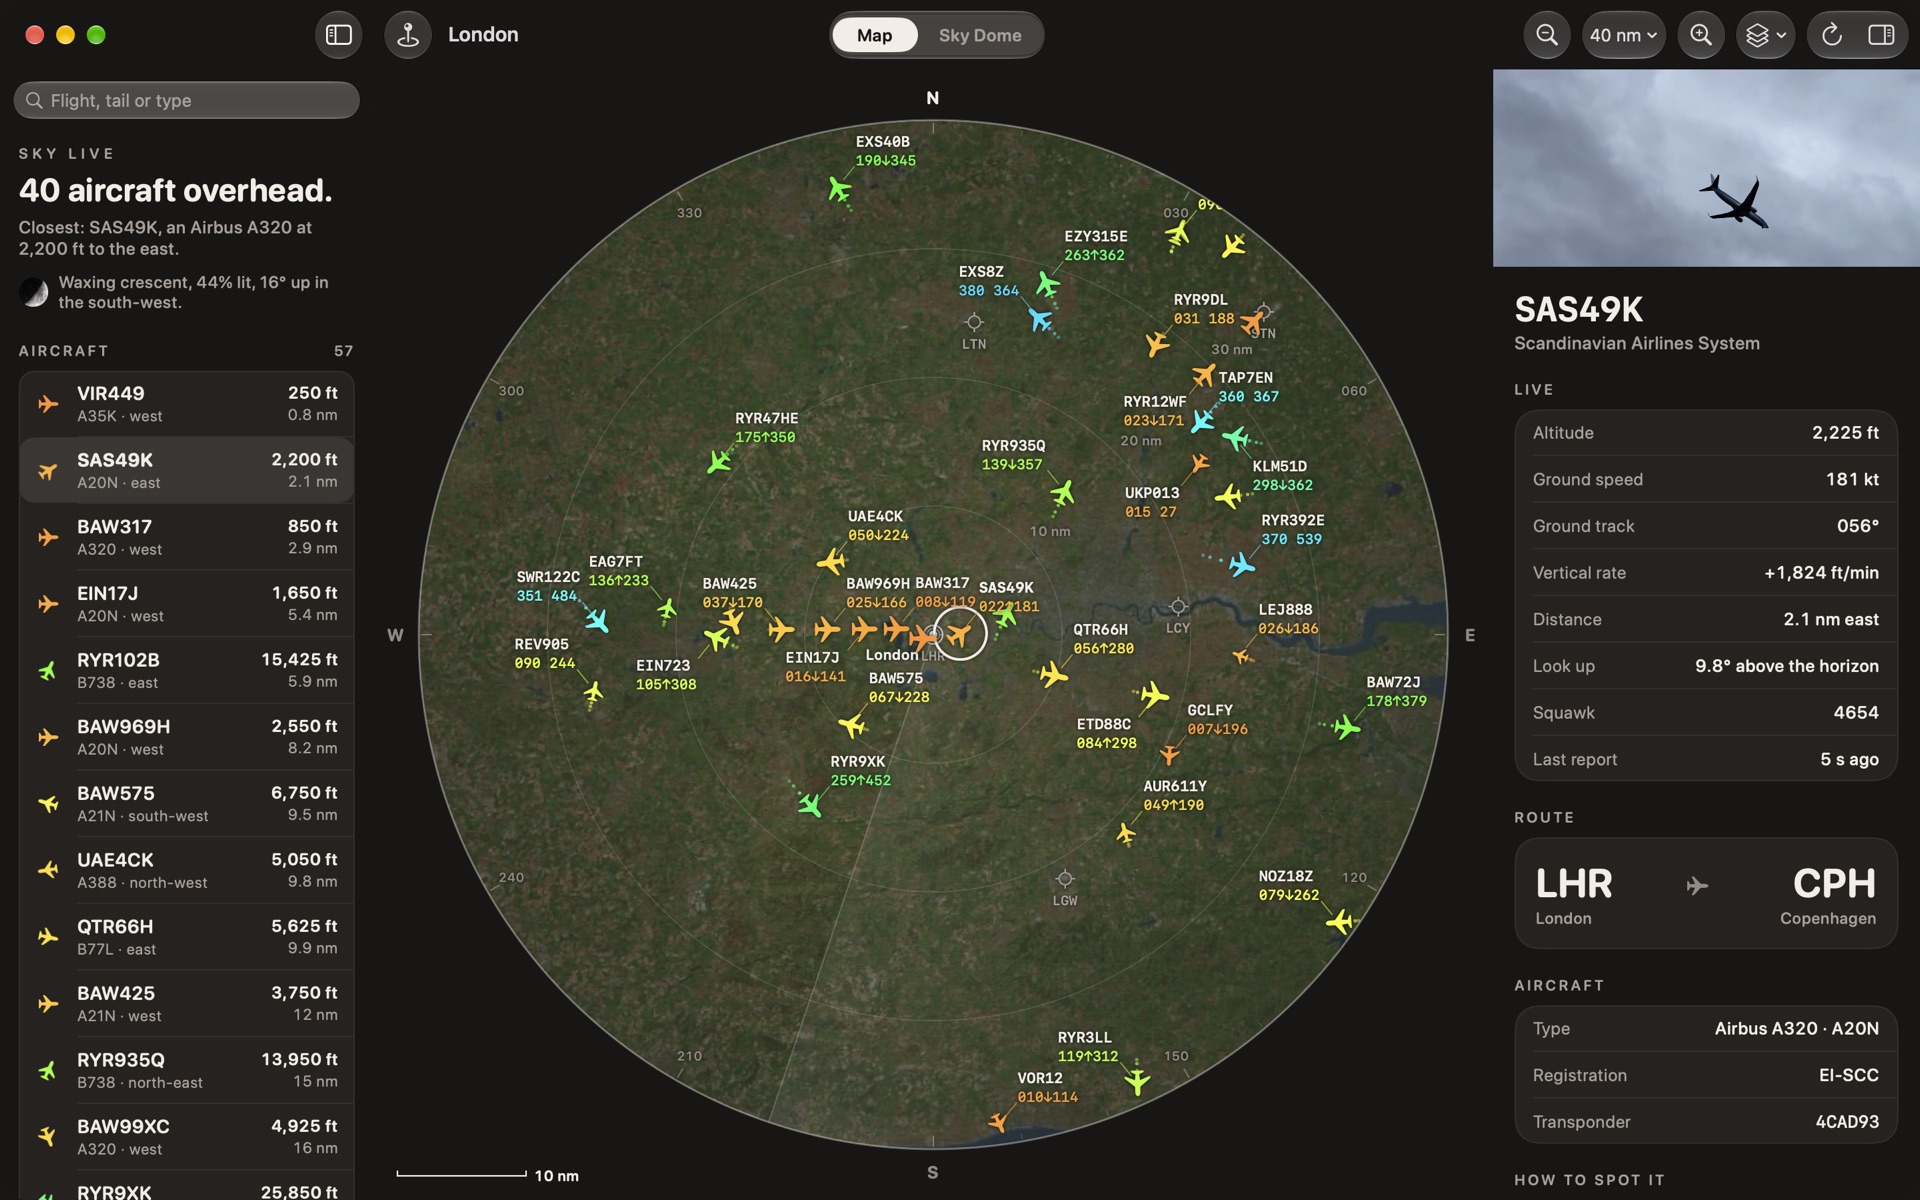 London
Map
Sky Dome
40 nm
Flight, tail or type
SKY LIVE
40 aircraft overhead.
Closest: SAS49K, an Airbus A320 at
2,200 ft to the east.
Waxing crescent, 44% lit, 16° up in
the south-west.
AIRCRAFT 57
VIR449 250 ft
A35K · west 0.8 nm
SAS49K 2,200 ft
A20N · east 2.1 nm
BAW317 850 ft
A320 · west 2.9 nm
EIN17J 1,650 ft
A20N · west 5.4 nm
RYR102B 15,425 ft
B738 · east 5.9 nm
BAW969H 2,550 ft
A20N · west 8.2 nm
BAW575 6,750 ft
A21N · south-west 9.5 nm
UAE4CK 5,050 ft
A388 · north-west 9.8 nm
QTR66H 5,625 ft
B77L · east 9.9 nm
BAW425 3,750 ft
A21N · west 12 nm
RYR935Q 13,950 ft
B738 · north-east 15 nm
BAW99XC 4,925 ft
A320 · west 16 nm
RYR9XK 25,850 ft
N
EXS40B
190↓345
330
030
EZY315E
263↑362
EXS8Z
380 364
LTN
RYR9DL
031 188
STN
30 nm
300
060
TAP7EN
360 367
RYR12WF
023↓171
20 nm
RYR47HE
175↑350
RYR935Q
139↓357
KLM51D
298↓362
UKP013
015 27
RYR392E
370 539
10 nm
UAE4CK
050↓224
EAG7FT
136↑233
SWR122C
351 484
BAW425
037↓170
BAW969H
025↓166
BAW317
008↓119
SAS49K
022↑181
LEJ888
026↓186
LCY
W
E
REV905
090 244
EIN723
105↑308
EIN17J
016↓141
London
LHR
BAW575
067↓228
QTR66H
056↑280
BAW72J
178↑379
ETD88C
084↑298
GCLFY
007↓196
RYR9XK
259↑452
AUR611Y
049↑190
240
120
NOZ18Z
079↓262
LGW
210
150
RYR3LL
119↑312
VOR12
010↓114
S
10 nm
SAS49K
Scandinavian Airlines System
LIVE
Altitude 2,225 ft
Ground speed 181 kt
Ground track 056°
Vertical rate +1,824 ft/min
Distance 2.1 nm east
Look up 9.8° above the horizon
Squawk 4654
Last report 5 s ago
ROUTE
LHR CPH
London Copenhagen
AIRCRAFT
Type Airbus A320 · A20N
Registration EI-SCC
Transponder 4CAD93
HOW TO SPOT IT